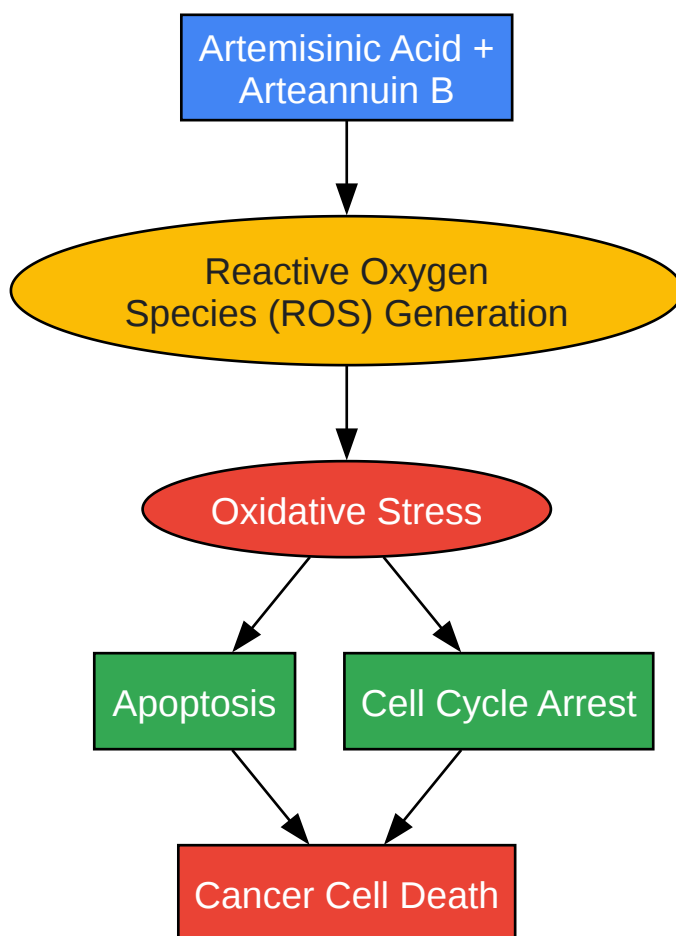 Artemisinic Acid +
Arteannuin B
Reactive Oxygen
Species (ROS) Generation
Oxidative Stress
Apoptosis
Cell Cycle Arrest
Cancer Cell Death